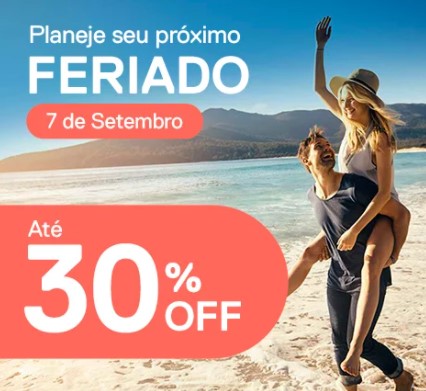 Planeje seu próximo
FERIADO
7 de Setembro
Até
30%
OFF